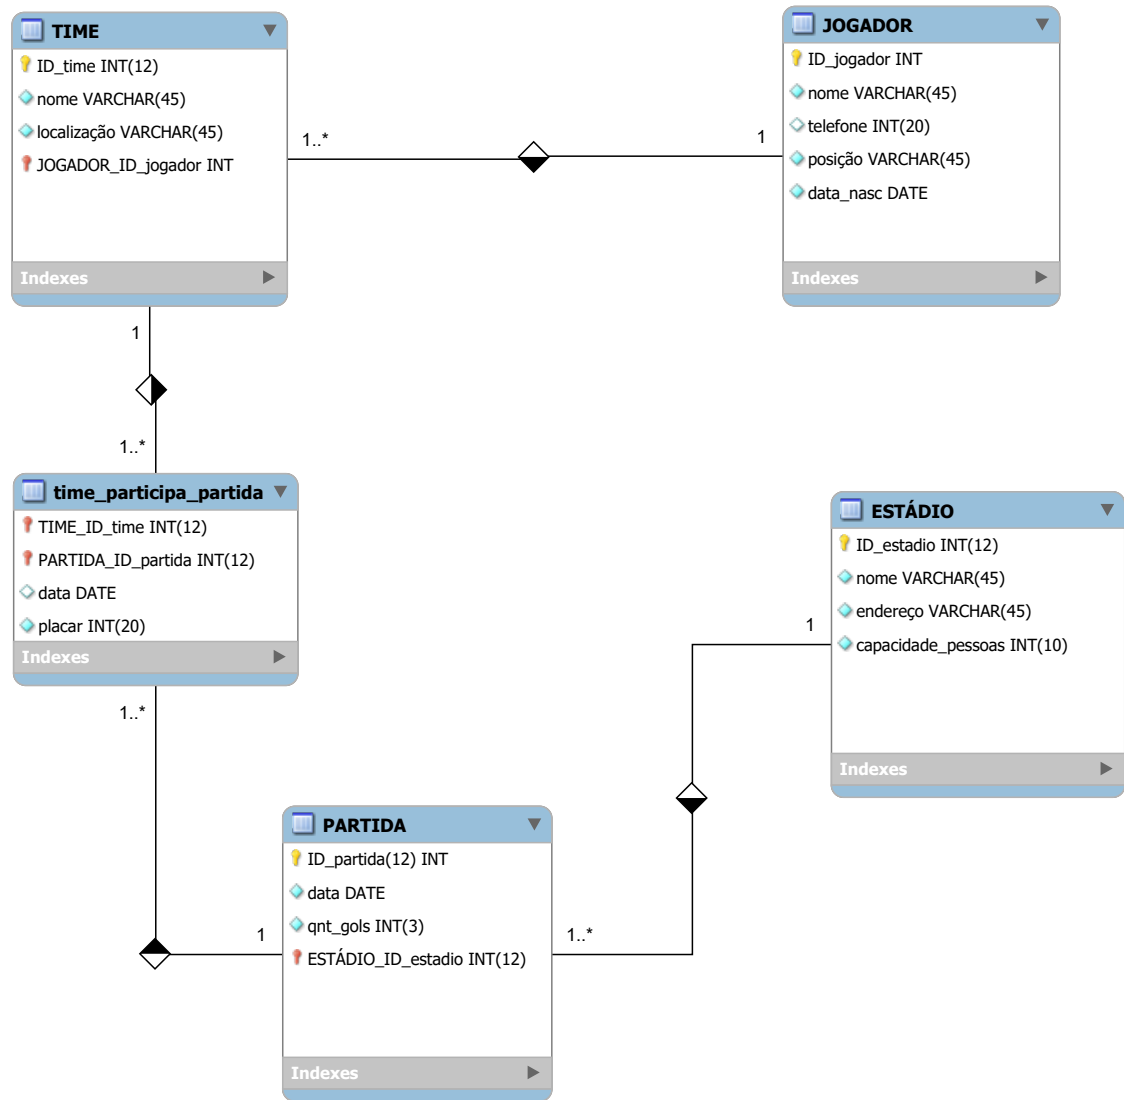 TIME
ID_time INT(12)
nome VARCHAR(45)
localização VARCHAR(45)
JOGADOR_ID_jogador INT
Indexes
1..*
1
JOGADOR
ID_jogador INT
nome VARCHAR(45)
telefone INT(20)
posição VARCHAR(45)
data_nasc DATE
Indexes
1
1..*
time_participa_partida
TIME_ID_time INT(12)
PARTIDA_ID_partida INT(12)
data DATE
placar INT(20)
Indexes
1..*
1
ESTÁDIO
ID_estadio INT(12)
nome VARCHAR(45)
endereço VARCHAR(45)
capacidade_pessoas INT(10)
Indexes
1
1..*
PARTIDA
ID_partida(12) INT
data DATE
qnt_gols INT(3)
ESTÁDIO_ID_estadio INT(12)
Indexes